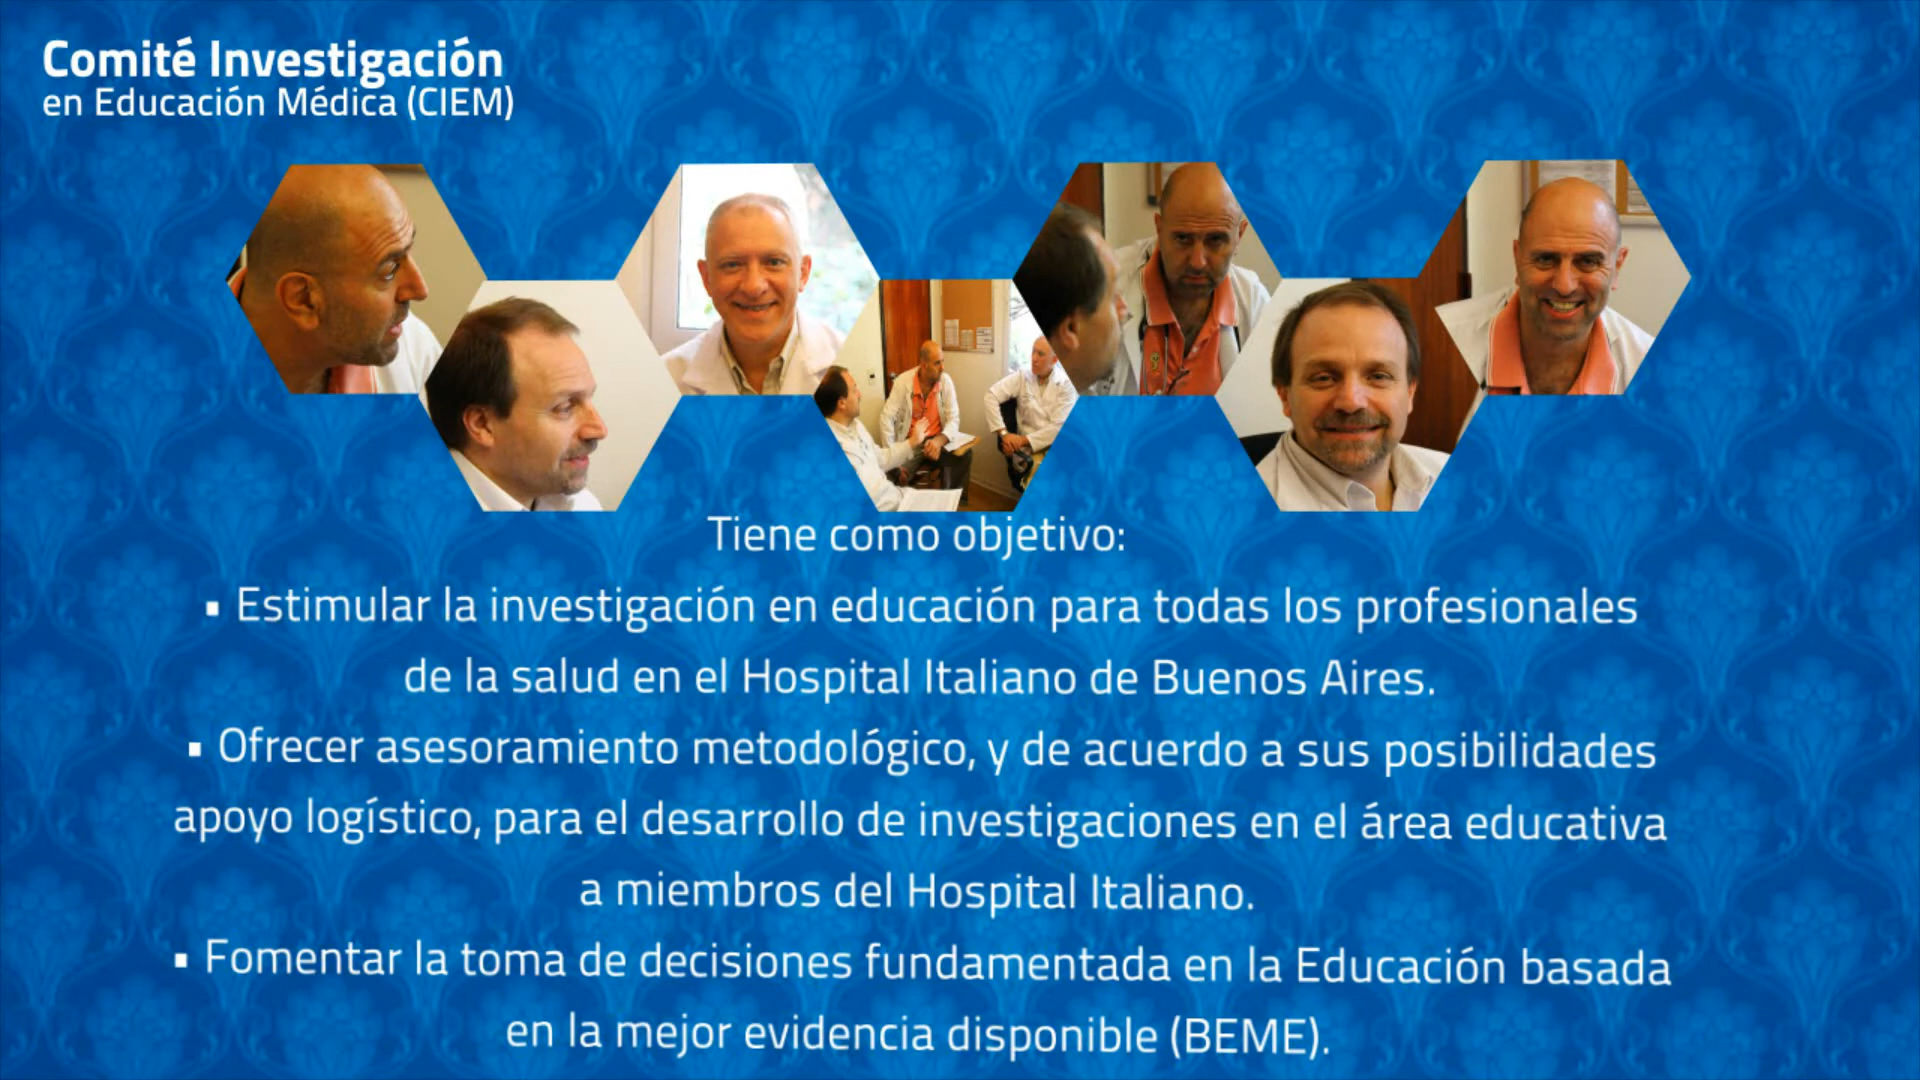 Comité Investigación
en Educación Médica (CIEM)
Tiene como objetivo:
▪ Estimular la investigación en educación para todas los profesionales
de la salud en el Hospital Italiano de Buenos Aires.
▪ Ofrecer asesoramiento metodológico, y de acuerdo a sus posibilidades
apoyo logístico, para el desarrollo de investigaciones en el área educativa
a miembros del Hospital Italiano.
▪ Fomentar la toma de decisiones fundamentada en la Educación basada
en la mejor evidencia disponible (BEME).